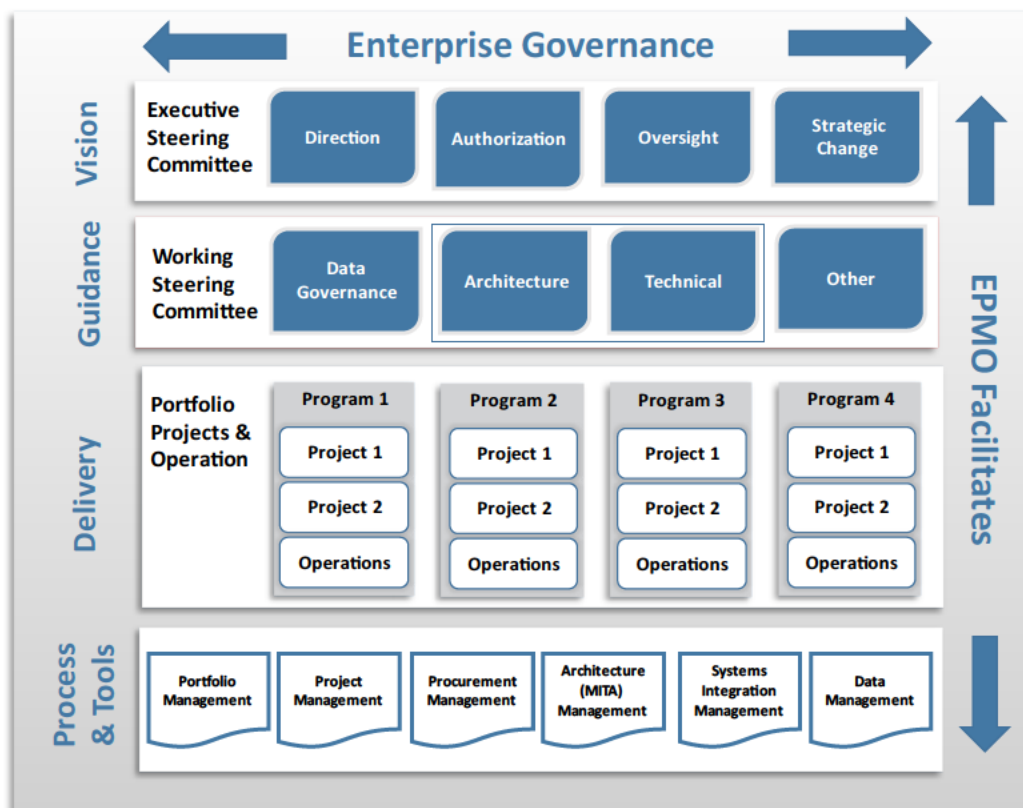 Enterprise Governance
Vision
Executive
Steering
Committee
Direction
Authorization
Oversight
Strategic
Change
Guidance
Working
Steering
Committee
Data
Governance
Architecture
Technical
Other
EPMO Facilitates
Delivery
Portfolio
Projects &
Operation
Program 1
Project 1
Project 2
Operations
Program 2
Project 1
Project 2
Operations
Program 3
Project 1
Project 2
Operations
Program 4
Project 1
Project 2
Operations
Process
& Tools
Portfolio
Management
Project
Management
Procurement
Management
Architecture
(MITA)
Management
Systems
Integration
Management
Data
Management